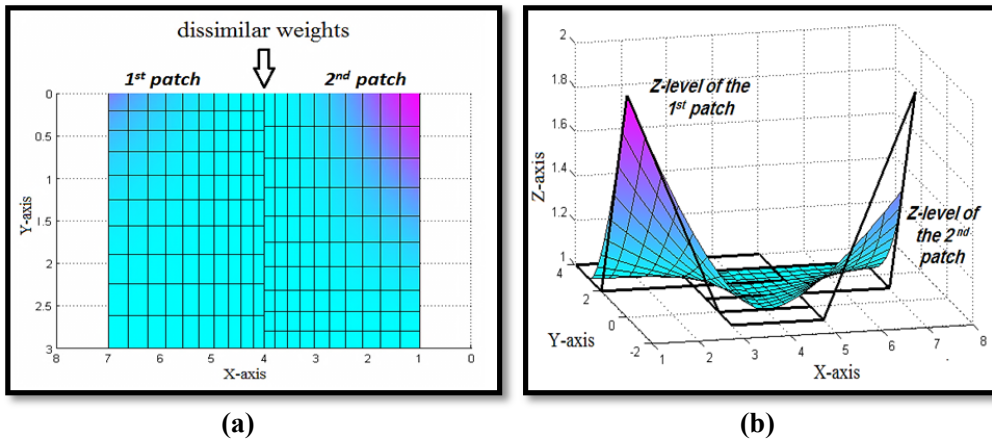 dissimilar weights
1st patch
2nd patch
0
0.5
1
1.5
2
2.5
3
Y-axis
8
7
6
5
4
3
2
1
0
X-axis
(a)
2
1.8
1.6
1.4
1.2
1
Z-axis
Z-level of the
1st patch
Z-level of
the 2nd
patch
4
2
0
-2
Y-axis
1
2
3
4
5
6
7
8
X-axis
(b)